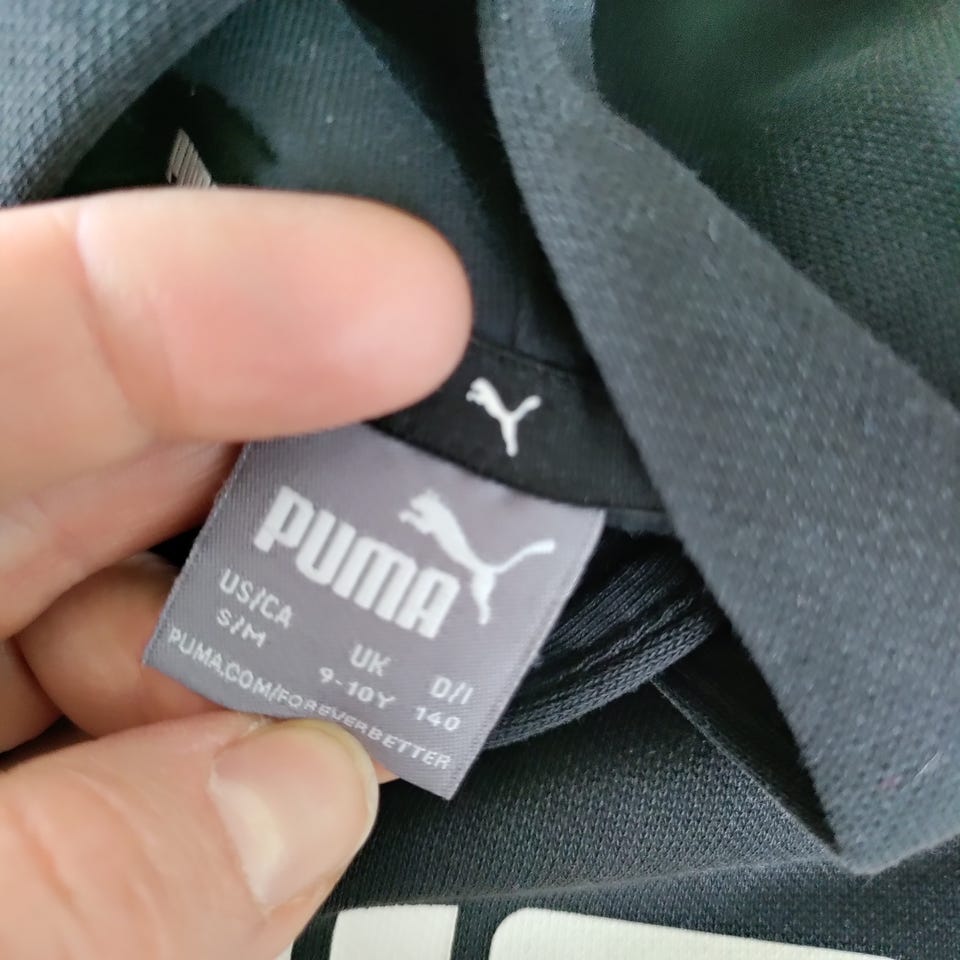 PUMA
US/CA UK D/I
S/M 9-10Y 140
PUMA.COM/FOREVERBETTER